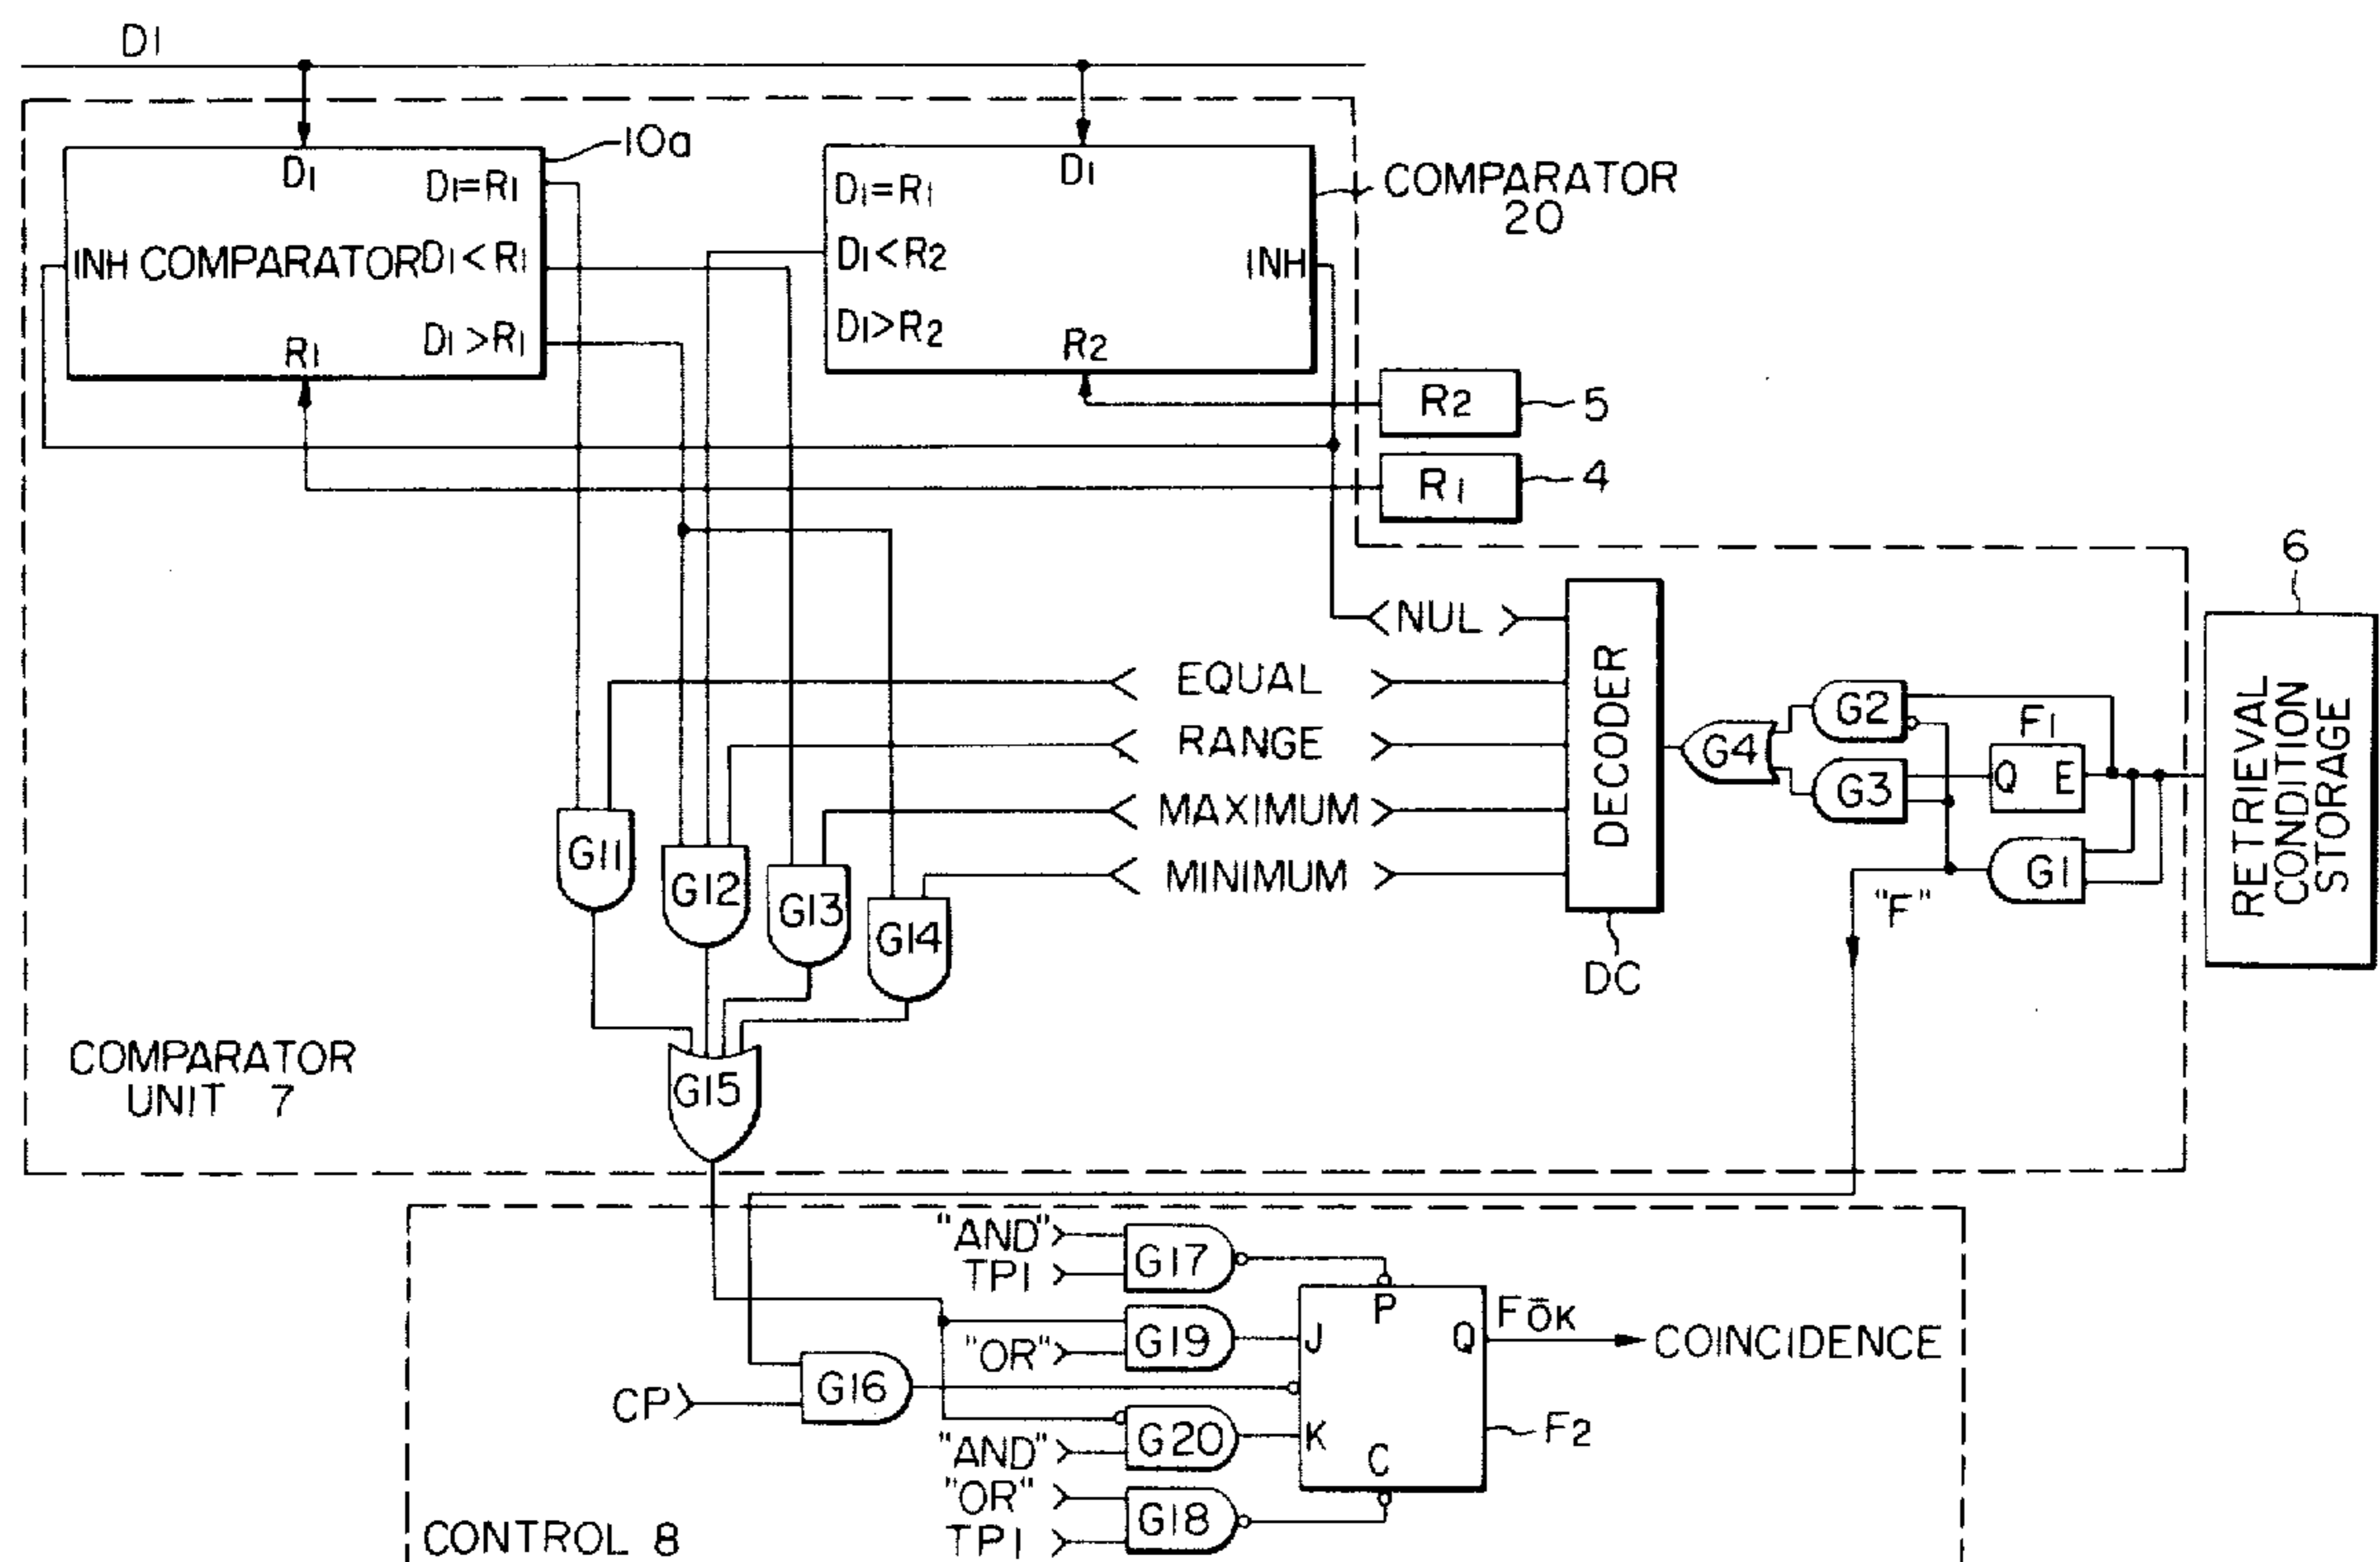 D1
10a
D1
D1=R1
INH COMPARATOR D1<R1
D1>R1
R1
D1
D1=R1
D1<R2
INH
D1>R2
R2
COMPARATOR
20
R2
5
R1
4
6
NUL
EQUAL
RANGE
MAXIMUM
MINIMUM
DECODER
DC
G2
G4
G3
F1
Q E
G1
"F"
RETRIEVAL
CONDITION
STORAGE
G11
G12
G13
G14
G15
COMPARATOR
UNIT 7
"AND"
TP1
G17
"OR"
G19
CP
G16
"AND"
G20
"OR"
TP1
G18
P
J
Q
K
C
FŌK
COINCIDENCE
F2
CONTROL 8